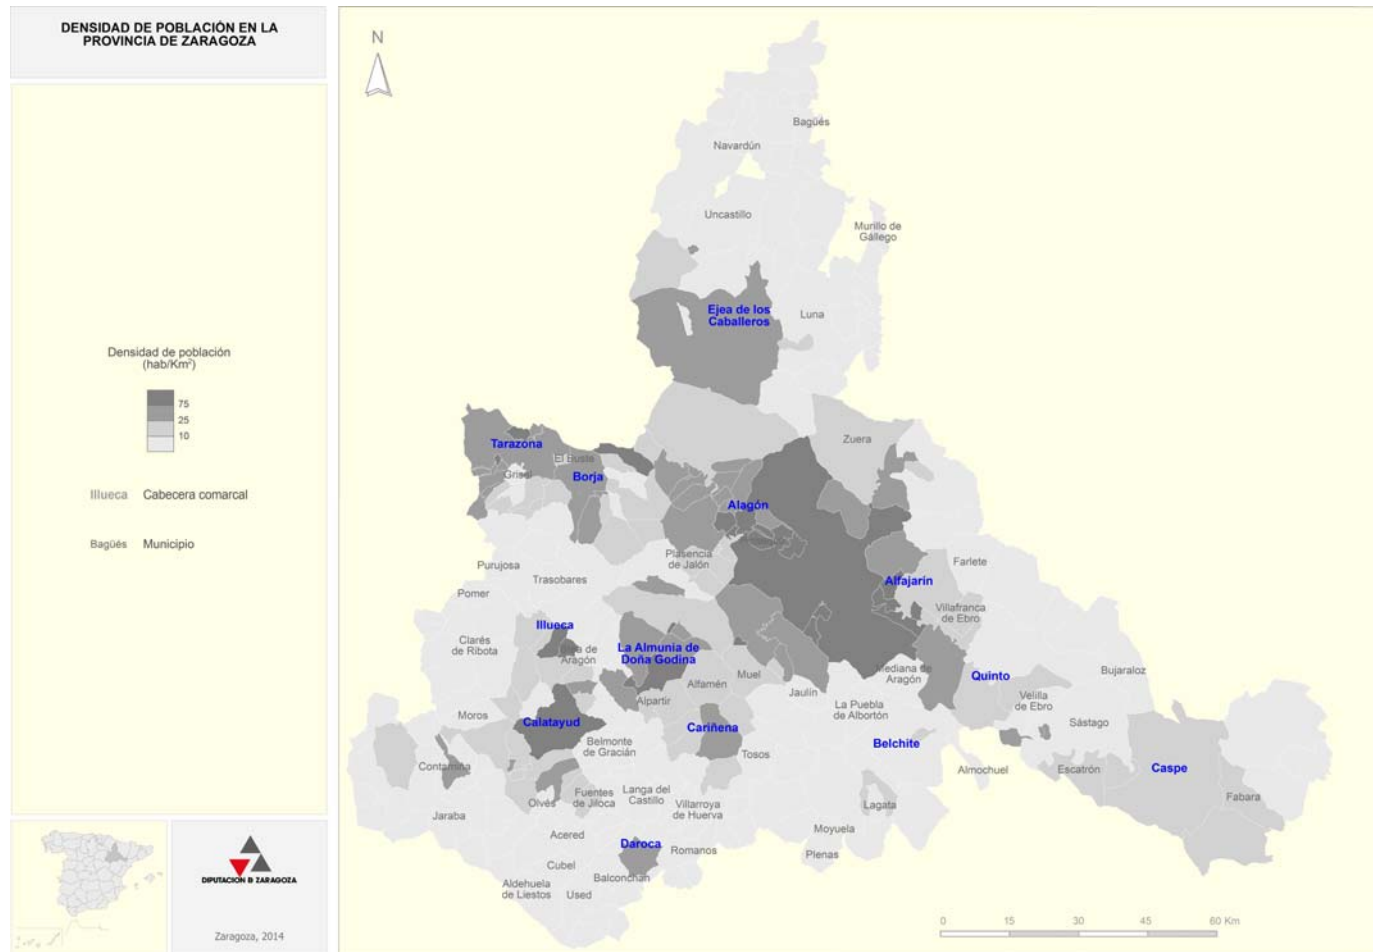 DENSIDAD DE POBLACIÓN EN LA
PROVINCIA DE ZARAGOZA
Densidad de población
(hab/Km²)
75
25
10
Illueca Cabecera comarcal
Bagüés Municipio
DIPUTACION DE ZARAGOZA
Zaragoza, 2014
N
Bagüés
Navardún
Uncastillo
Murillo de
Gállego
Ejea de los
Caballeros
Luna
Zuera
Tarazona
El Buste
Grisel
Borja
Alagón
Plasencia
de Jalón
Purujosa
Trasobares
Pomer
Farlete
Alfajarín
Villafranca
de Ebro
Illueca
Clarés
de Ribota
de
Aragón
La Almunia de
Doña Godina
Muel
Alfamén
Alpartir
Mediana de
Aragón
Jaulín
Quinto
Bujaraloz
Velilla
de Ebro
La Puebla
de Albortón
Sástago
Moros
Calatayud
Cariñena
Belmonte
de Gracián
Tosos
Belchite
Contamina
Almochuel
Escatrón
Caspe
Fabara
Olvés
Fuentes
de Jiloca
Langa del
Castillo
Villarroya
de Huerva
Lagata
Jaraba
Acered
Moyuela
Daroca
Romanos
Plenas
Cubel
Balconchan
Aldehuela
de Liestos
Used
0 15 30 45 60 Km